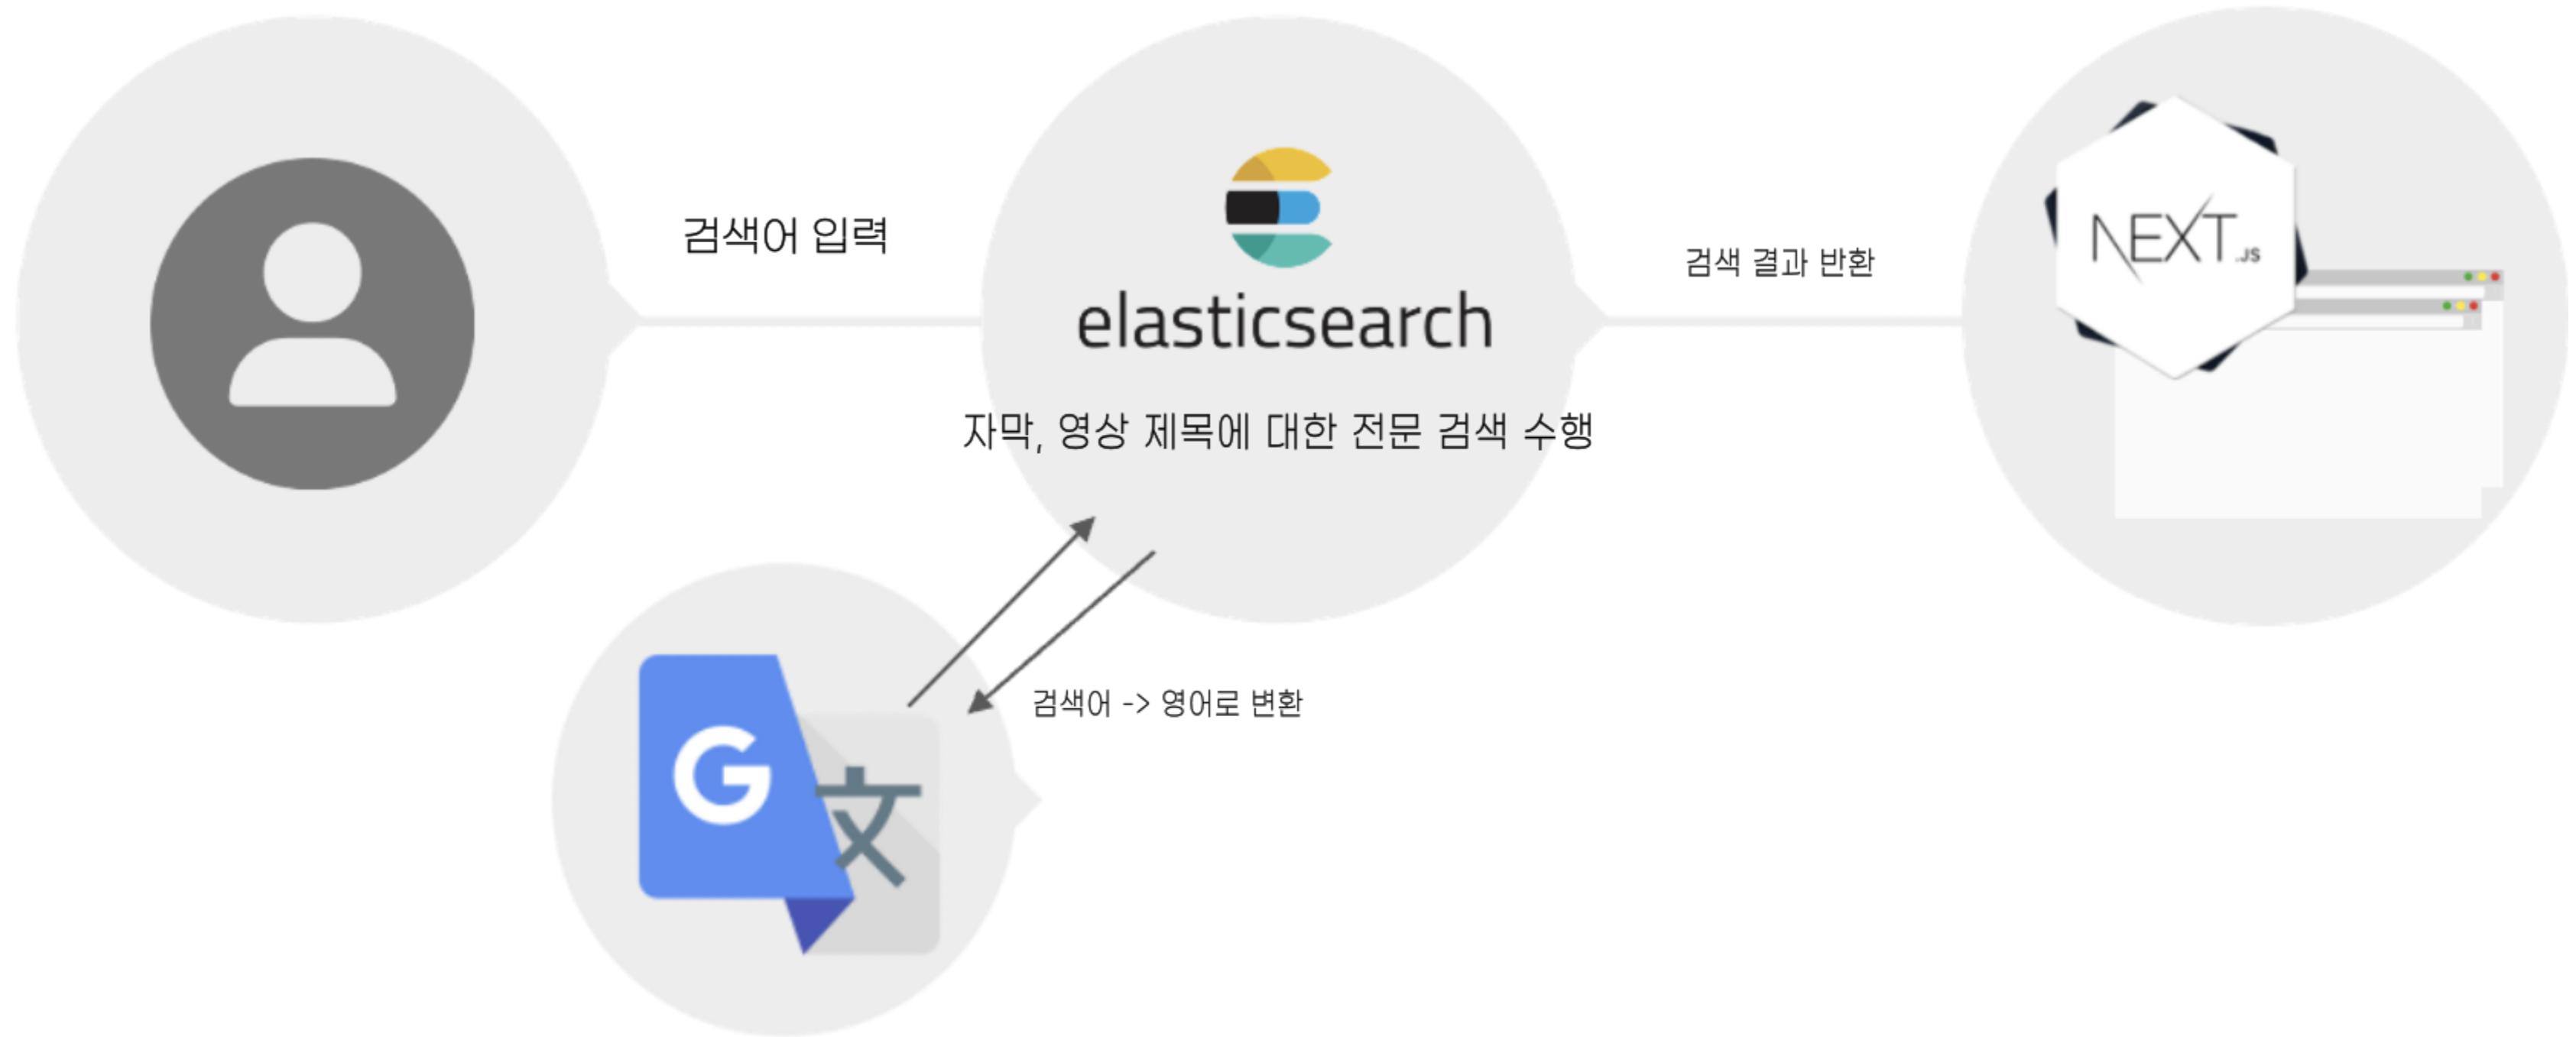 검색어 입력
elasticsearch
자막, 영상 제목에 대한 전문 검색 수행
검색 결과 반환
NEXT.JS
검색어 -> 영어로 변환
G
文